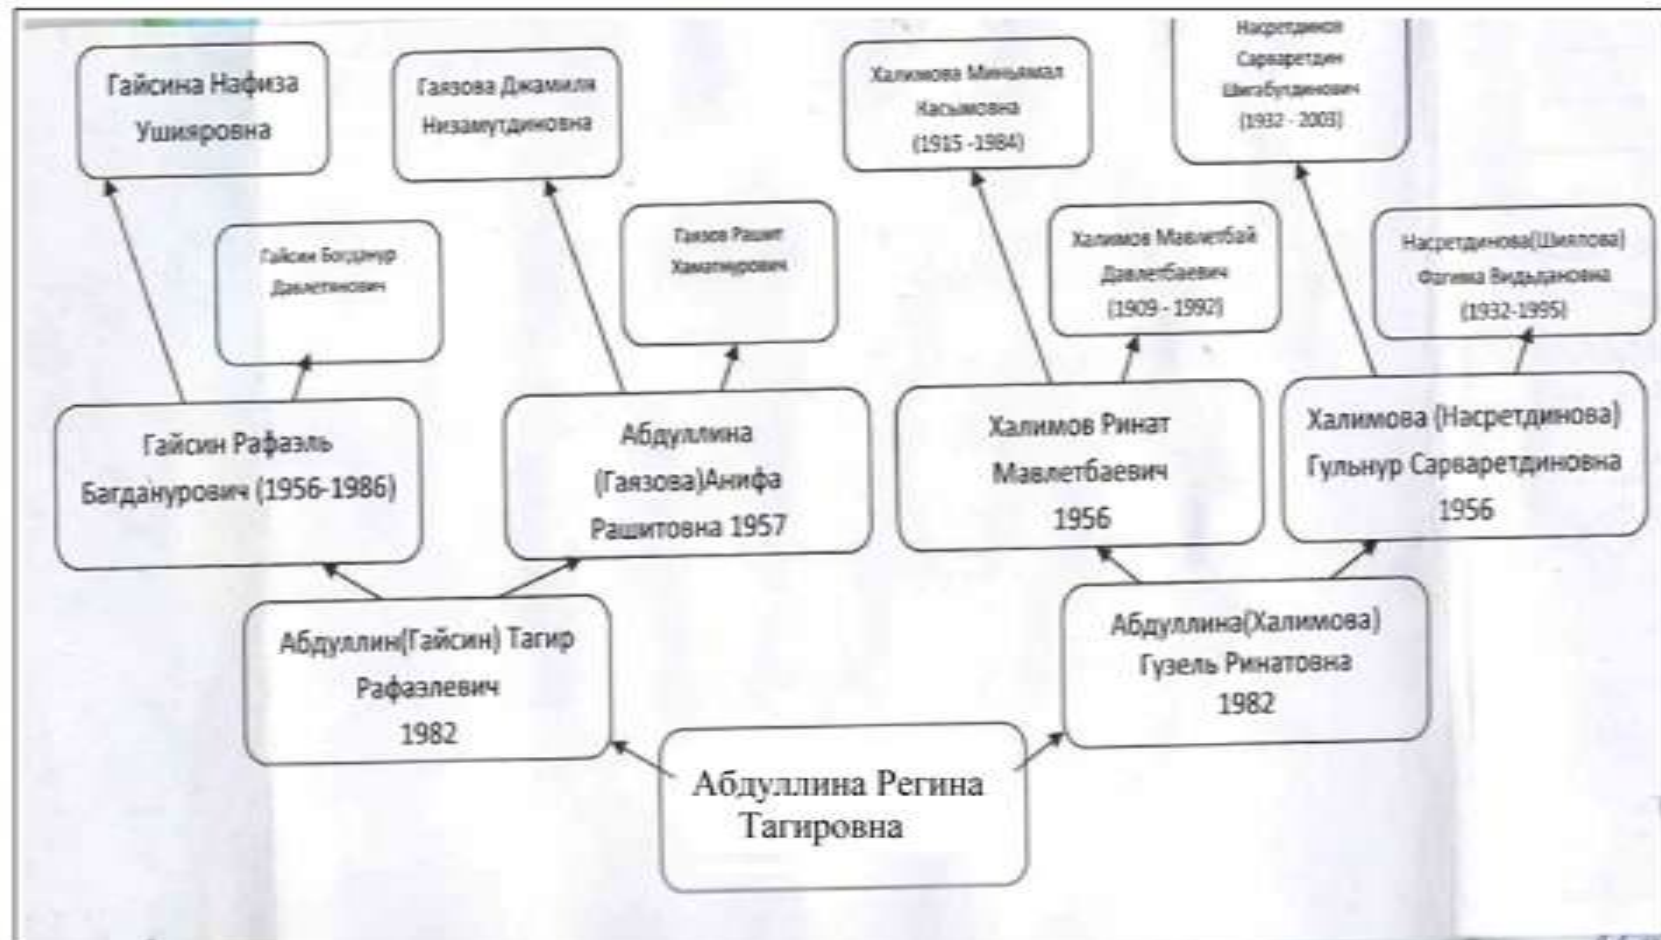 Гайсина Нафиза
Ушияровна
Гаязова Джамиля
Низамутдиновна
Халимова Миньямал
Касымовна
(1915 -1984)
Насретдинов
Сарваретдин
Шигабутдинович
(1932 - 2003)
Гайсин Богданур
Давлетянович
Гаязов Рашит
Хаматнурович
Халимов Мавлетбай
Давлетбаевич
(1909 - 1992)
Насретдинова(Шияпова)
Фагима Видьдановна
(1932-1995)
Гайсин Рафаэль
Багданурович (1956-1986)
Абдуллина
(Гаязова)Анифа
Рашитовна 1957
Халимов Ринат
Мавлетбаевич
1956
Халимова (Насретдинова)
Гульнур Сарваретдиновна
1956
Абдуллин(Гайсин) Тагир
Рафаэлевич
1982
Абдуллина(Халимова)
Гузель Ринатовна
1982
Абдуллина Регина
Тагировна